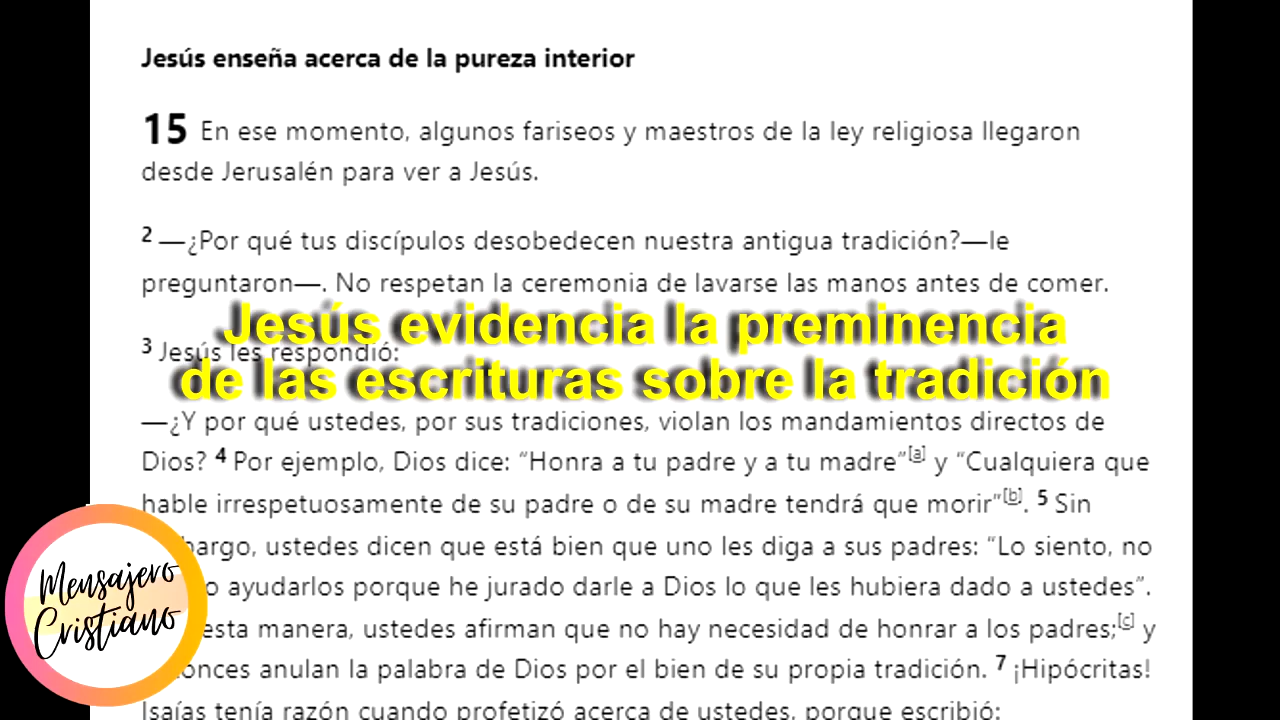 Jesús enseña acerca de la pureza interior
15 En ese momento, algunos fariseos y maestros de la ley religiosa llegaron
desde Jerusalén para ver a Jesús.
2 —¿Por qué tus discípulos desobedecen nuestra antigua tradición?—le
preguntaron—. No respetan la ceremonia de lavarse las manos antes de comer.
Jesús evidencia la preminencia
3 Jesús les respondió:
de las escrituras sobre la tradición
—¿Y por qué ustedes, por sus tradiciones, violan los mandamientos directos de
Dios? 4 Por ejemplo, Dios dice: “Honra a tu padre y a tu madre”[a] y “Cualquiera que
hable irrespetuosamente de su padre o de su madre tendrá que morir”[b]. 5 Sin
ustedes dicen que está bien que uno les diga a sus padres: “Lo siento, no
ayudarlos porque he jurado darle a Dios lo que les hubiera dado a ustedes”.
esta manera, ustedes afirman que no hay necesidad de honrar a los padres;[c] y
anulan la palabra de Dios por el bien de su propia tradición. 7 ¡Hipócritas!
Isaías tenía razón cuando profetizó acerca de ustedes, porque escribió:
Mensajero
Cristiano